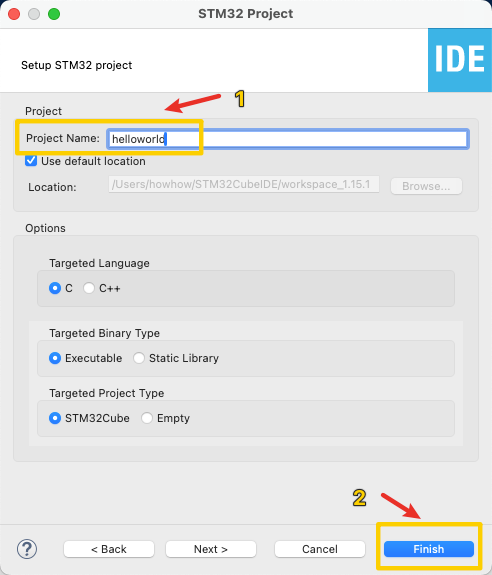 STM32 Project
Setup STM32 project
IDE
1
Project
Project Name: helloworld
Use default location
Location: /Users/howhow/STM32CubeIDE/workspace_1.15.1 Browse...
Options
Targeted Language
C C++
Targeted Binary Type
Executable Static Library
Targeted Project Type
STM32Cube Empty
2
? < Back Next > Cancel Finish